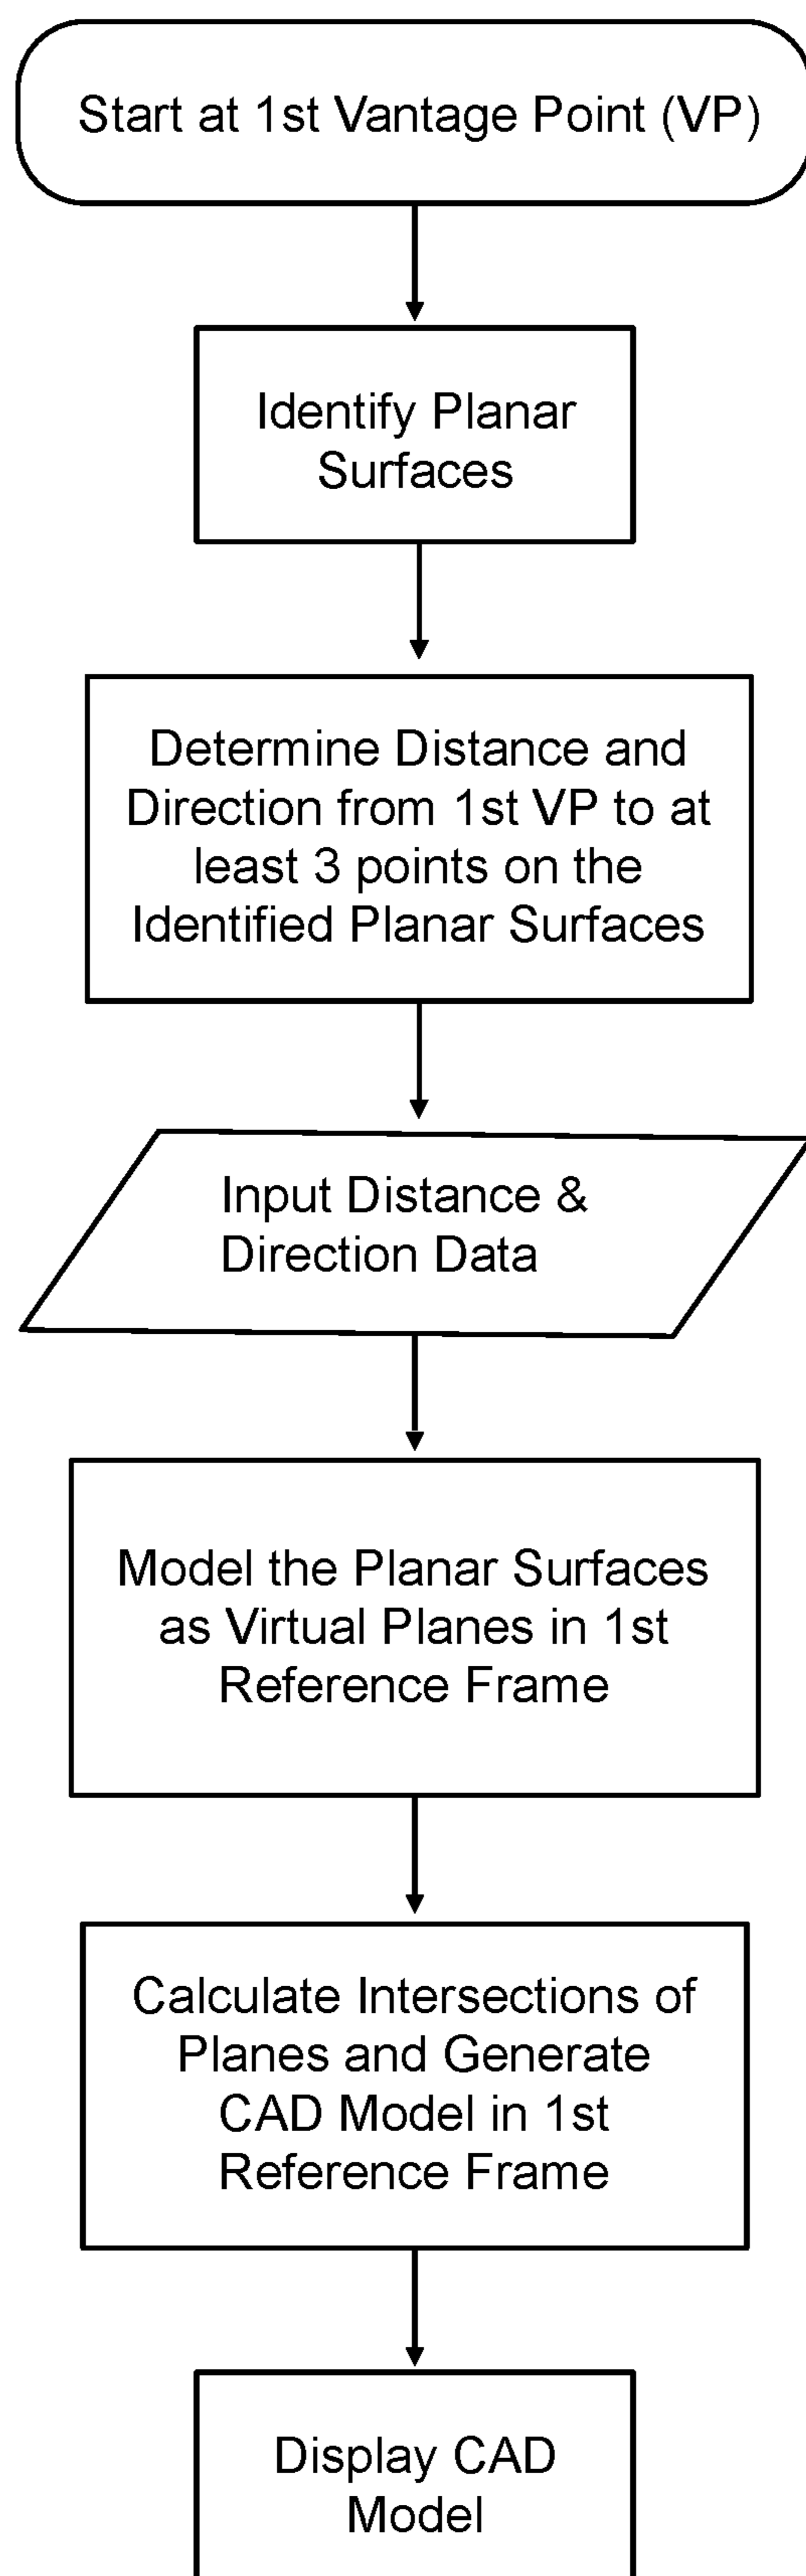 Start at 1st Vantage Point (VP)
Identify Planar
Surfaces
Determine Distance and
Direction from 1st VP to at
least 3 points on the
Identified Planar Surfaces
Input Distance &
Direction Data
Model the Planar Surfaces
as Virtual Planes in 1st
Reference Frame
Calculate Intersections of
Planes and Generate
CAD Model in 1st
Reference Frame
Display CAD
Model